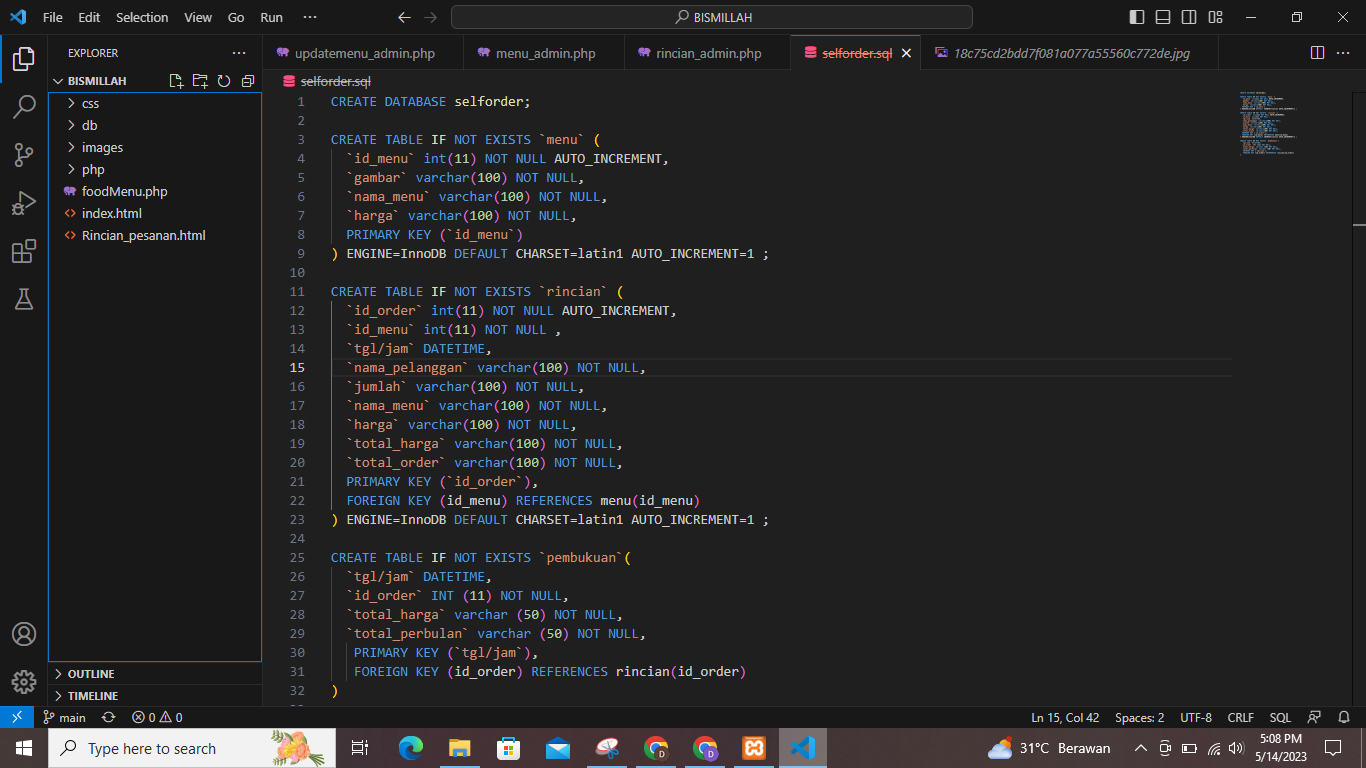 File Edit Selection View Go Run ··· BISMILLAH
EXPLORER ···
updatemenu_admin.php menu_admin.php rincian_admin.php selforder.sql 18c75cd2bdd7f081a077a55560c772de.jpg ···
BISMILLAH
css
db
images
php
foodMenu.php
index.html
Rincian_pesanan.html
OUTLINE
TIMELINE
selforder.sql
1 CREATE DATABASE selforder;
2
3 CREATE TABLE IF NOT EXISTS `menu` (
4 `id_menu` int(11) NOT NULL AUTO_INCREMENT,
5 `gambar` varchar(100) NOT NULL,
6 `nama_menu` varchar(100) NOT NULL,
7 `harga` varchar(100) NOT NULL,
8 PRIMARY KEY (`id_menu`)
9 ) ENGINE=InnoDB DEFAULT CHARSET=latin1 AUTO_INCREMENT=1 ;
10
11 CREATE TABLE IF NOT EXISTS `rincian` (
12 `id_order` int(11) NOT NULL AUTO_INCREMENT,
13 `id_menu` int(11) NOT NULL ,
14 `tgl/jam` DATETIME,
15 `nama_pelanggan` varchar(100) NOT NULL,
16 `jumlah` varchar(100) NOT NULL,
17 `nama_menu` varchar(100) NOT NULL,
18 `harga` varchar(100) NOT NULL,
19 `total_harga` varchar(100) NOT NULL,
20 `total_order` varchar(100) NOT NULL,
21 PRIMARY KEY (`id_order`),
22 FOREIGN KEY (id_menu) REFERENCES menu(id_menu)
23 ) ENGINE=InnoDB DEFAULT CHARSET=latin1 AUTO_INCREMENT=1 ;
24
25 CREATE TABLE IF NOT EXISTS `pembukuan`(
26 `tgl/jam` DATETIME,
27 `id_order` INT (11) NOT NULL,
28 `total_harga` varchar (50) NOT NULL,
29 `total_perbulan` varchar (50) NOT NULL,
30 PRIMARY KEY (`tgl/jam`),
31 FOREIGN KEY (id_order) REFERENCES rincian(id_order)
32 )
main 0 0 Ln 15, Col 42 Spaces: 2 UTF-8 CRLF SQL
Type here to search 31°C Berawan 5:08 PM
5/14/2023